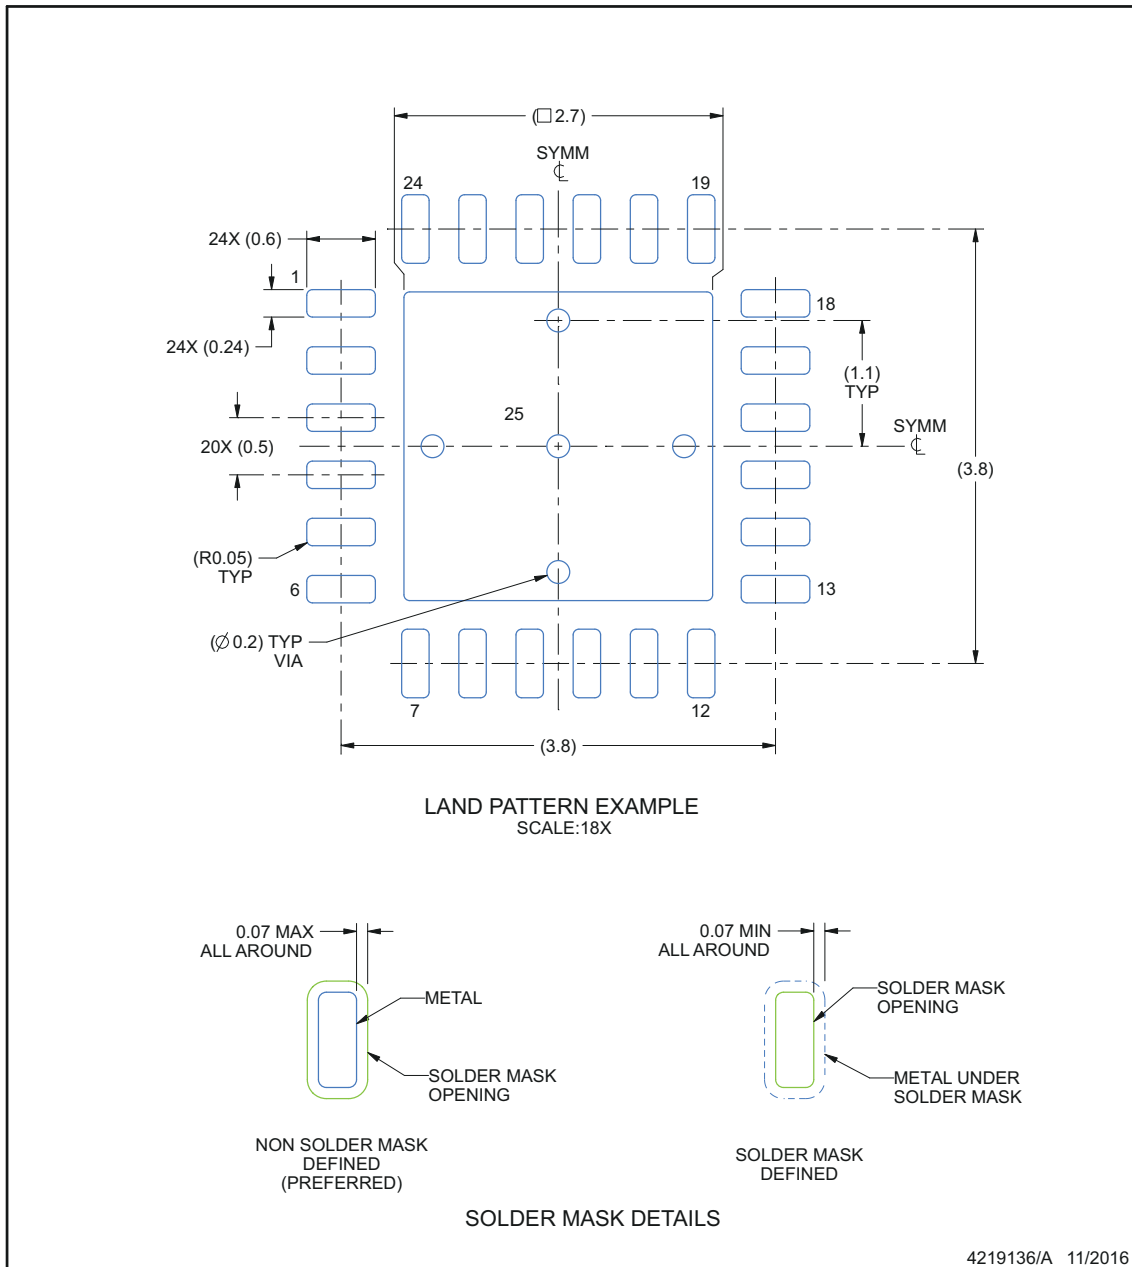 (□2.7)
SYMM
℄
24
19
24X (0.6)
1
18
24X (0.24)
(1.1)
TYP
25
SYMM
℄
20X (0.5)
(3.8)
(R0.05)
TYP
6
13
(Ø0.2) TYP
VIA
7
12
(3.8)
LAND PATTERN EXAMPLE
SCALE:18X
0.07 MAX
ALL AROUND
METAL
SOLDER MASK
OPENING
NON SOLDER MASK
DEFINED
(PREFERRED)
0.07 MIN
ALL AROUND
SOLDER MASK
OPENING
METAL UNDER
SOLDER MASK
SOLDER MASK
DEFINED
SOLDER MASK DETAILS
4219136/A 11/2016